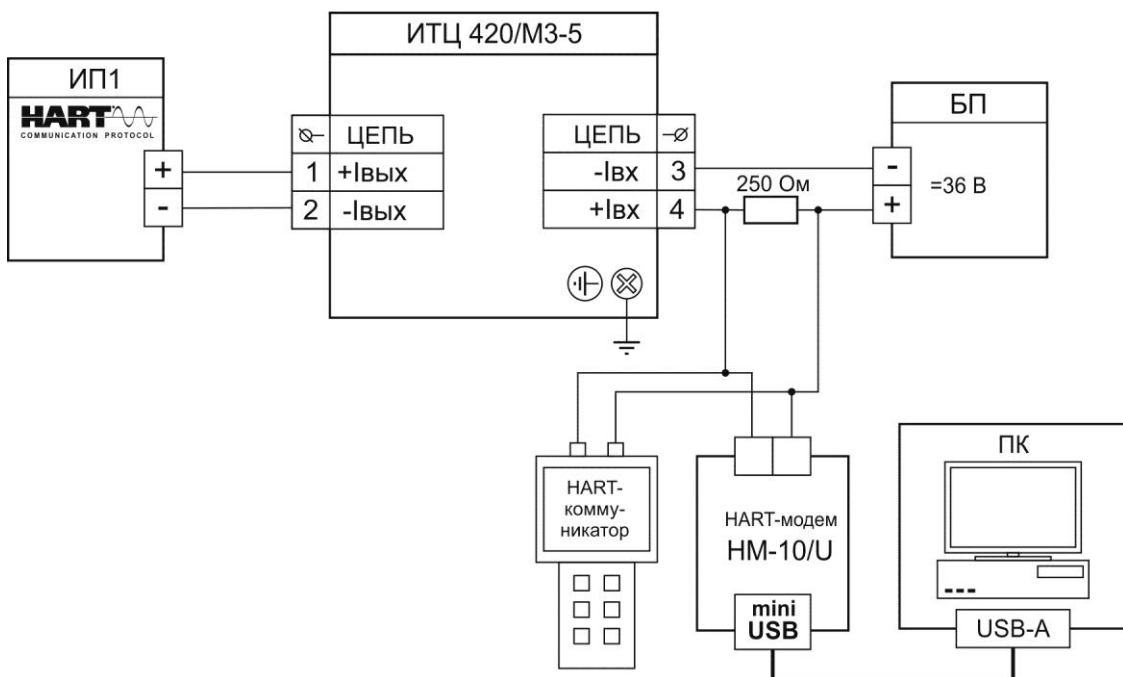 ИТЦ 420/М3-5
ИП1
HART
COMMUNICATION PROTOCOL
+
-
ЦЕПЬ
1 +Iвых
2 -Iвых
ЦЕПЬ
-Iвх 3
+Iвх 4
250 Ом
БП
-
+
=36 В
HART-
комму-
никатор
HART-модем
НМ-10/U
mini
USB
ПК
USB-A